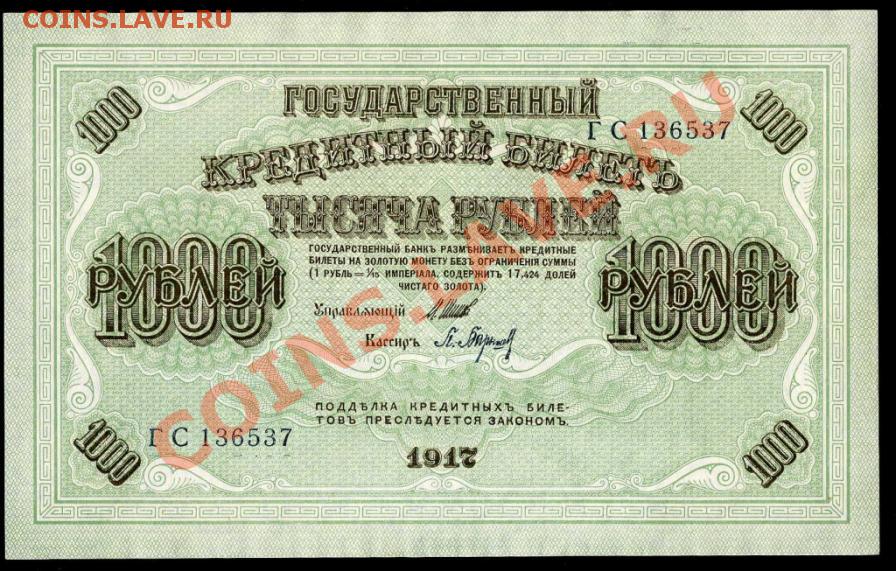 COINS.LAVE.RU
1000 1000
ГОСУДАРСТВЕННЫЙ
ГС 136537
КРЕДИТНЫЙ БИЛЕТЪ
ТЫСЯЧА РУБЛЕЙ
ГОСУДАРСТВЕННЫЙ БАНКЪ РАЗМѢНИВАЕТЪ КРЕДИТНЫЕ
БИЛЕТЫ НА ЗОЛОТУЮ МОНЕТУ БЕЗЪ ОГРАНИЧЕНІЯ СУММЫ
(1 РУБЛЬ = 1/15 ИМПЕРІАЛА, СОДЕРЖИТЪ 17,424 ДОЛЕЙ
ЧИСТАГО ЗОЛОТА).
1000 1000
РУБЛЕЙ РУБЛЕЙ
Управляющій
Кассиръ
COINS.LAVE.RU
ПОДДѢЛКА КРЕДИТНЫХЪ БИЛЕ-
ТОВЪ ПРЕСЛѢДУЕТСЯ ЗАКОНОМЪ.
ГС 136537
1000 1000
1917